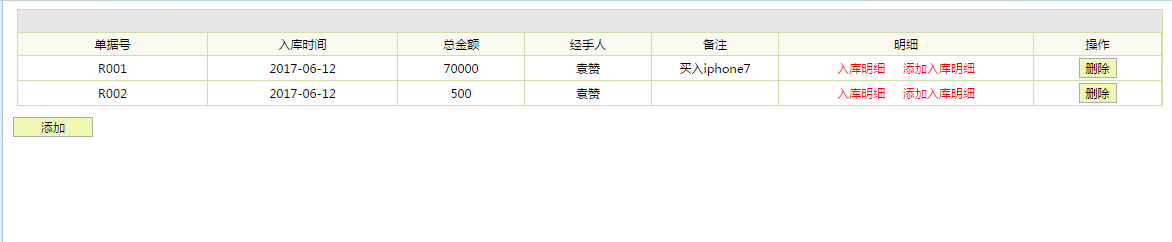 单据号 入库时间 总金额 经手人 备注 明细 操作
R001 2017-06-12 70000 袁赞 买入iphone7 入库明细 添加入库明细 删除
R002 2017-06-12 500 袁赞 入库明细 添加入库明细 删除
添加